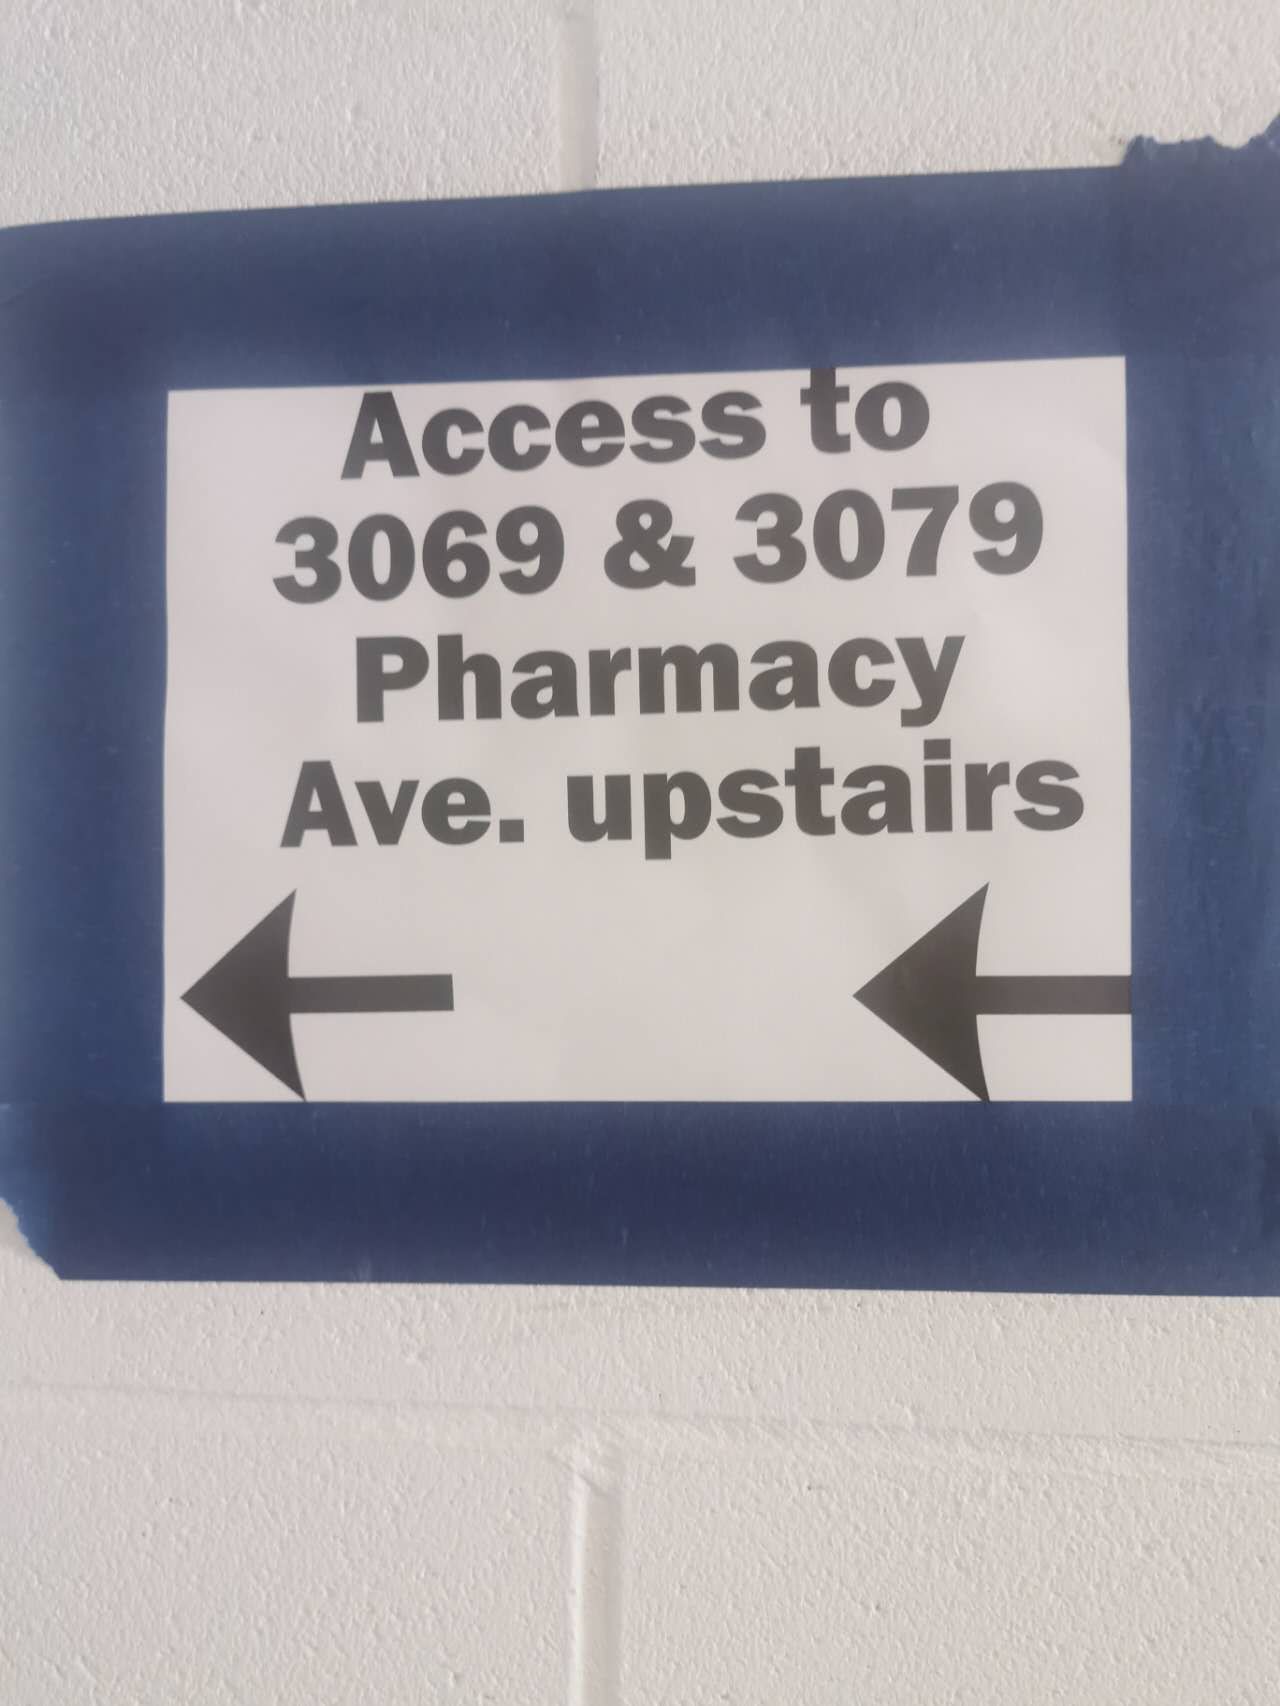 Access to
3069 & 3079
Pharmacy
Ave. upstairs